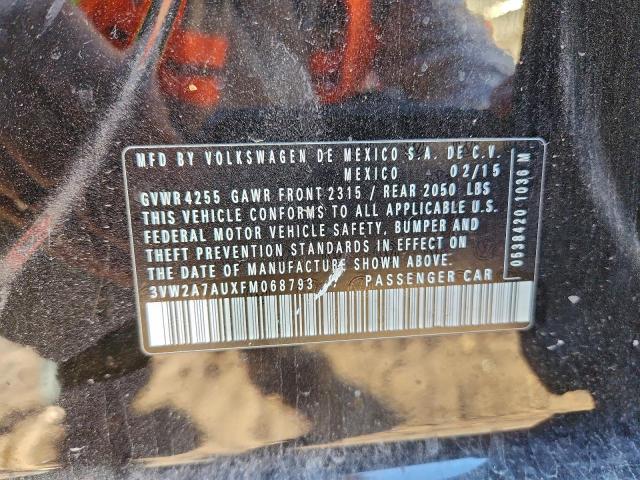 MFD BY VOLKSWAGEN DE MEXICO S.A. DE C.V.
MEXICO 02/15
GVWR 4255 GAWR FRONT 2315 / REAR 2050 LBS
THIS VEHICLE CONFORMS TO ALL APPLICABLE U.S.
FEDERAL MOTOR VEHICLE SAFETY, BUMPER AND
THEFT PREVENTION STANDARDS IN EFFECT ON
THE DATE OF MANUFACTURE SHOWN ABOVE.
3VW2A7AUXFM068793 PASSENGER CAR
0538420 1036 M